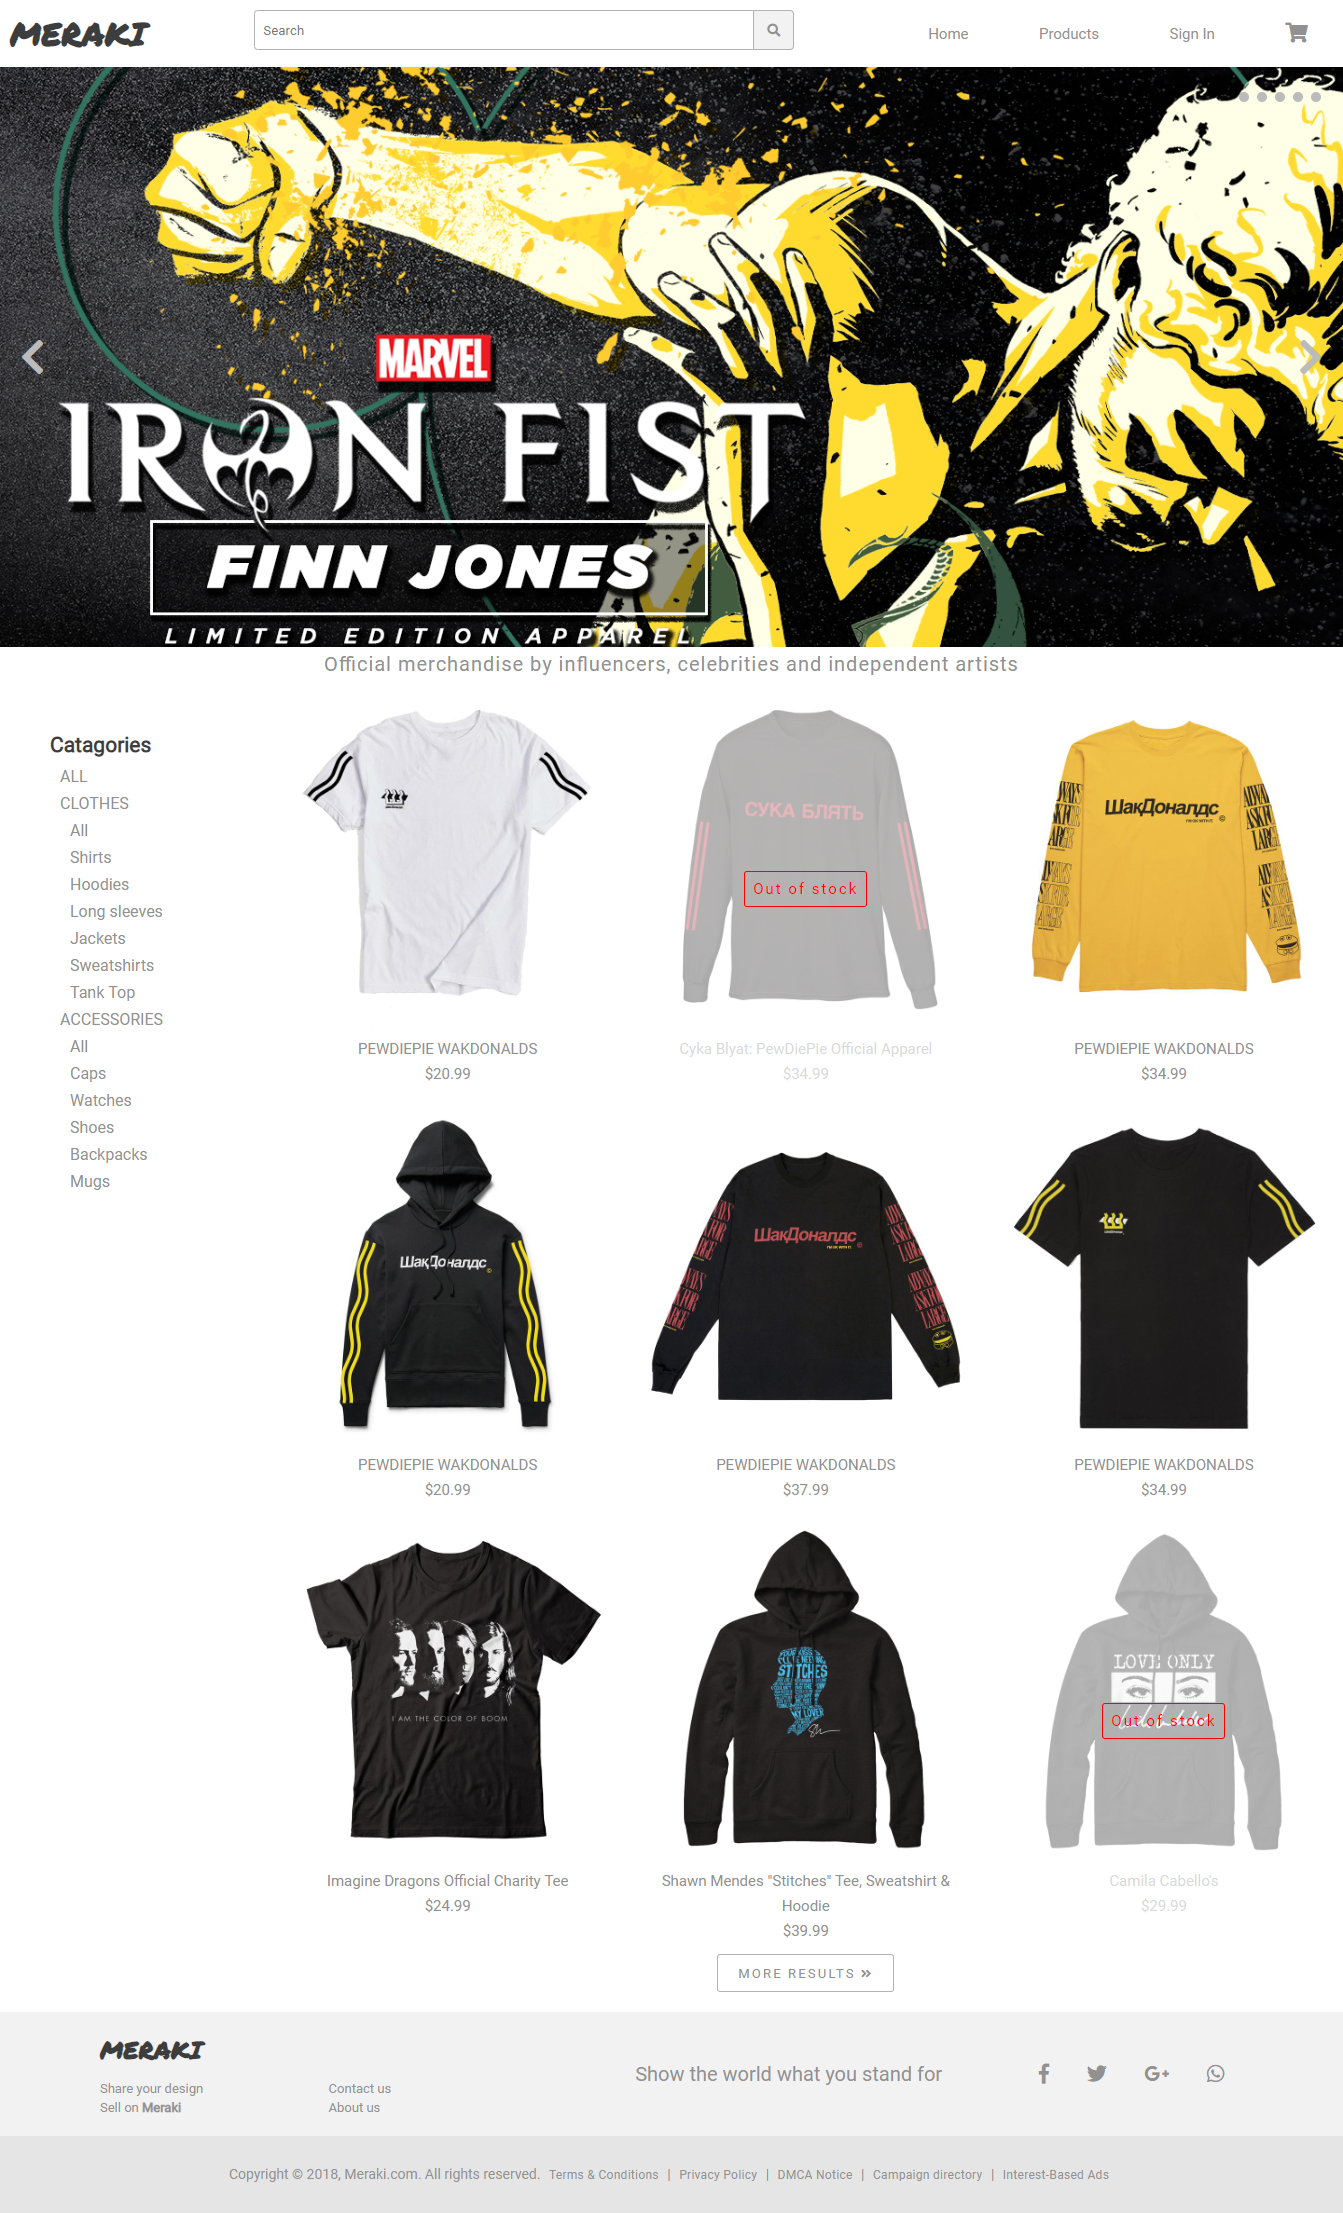 MERAKI
Search
Home
Products
Sign In
MARVEL
IRON FIST
FINN JONES
LIMITED EDITION APPAREL
Official merchandise by influencers, celebrities and independent artists
Catagories
ALL
CLOTHES
All
Shirts
Hoodies
Long sleeves
Jackets
Sweatshirts
Tank Top
ACCESSORIES
All
Caps
Watches
Shoes
Backpacks
Mugs
PEWDIEPIE WAKDONALDS
$20.99
СУКА БЛЯТЬ
Out of stock
Cyka Blyat: PewDiePie Official Apparel
$34.99
ШакДоналдс
PEWDIEPIE WAKDONALDS
$34.99
ШакДоналдс
PEWDIEPIE WAKDONALDS
$20.99
ШакДоналдс
PEWDIEPIE WAKDONALDS
$37.99
PEWDIEPIE WAKDONALDS
$34.99
I AM THE COLOR OF BOOM
Imagine Dragons Official Charity Tee
$24.99
STITCHES
MY LOVER
Shawn Mendes "Stitches" Tee, Sweatshirt &
Hoodie
$39.99
LOVE ONLY
Out of stock
Camila Cabello's
$29.99
MORE RESULTS »
MERAKI
Share your design
Sell on Meraki
Contact us
About us
Show the world what you stand for
Copyright © 2018, Meraki.com. All rights reserved. Terms & Conditions | Privacy Policy | DMCA Notice | Campaign directory | Interest-Based Ads